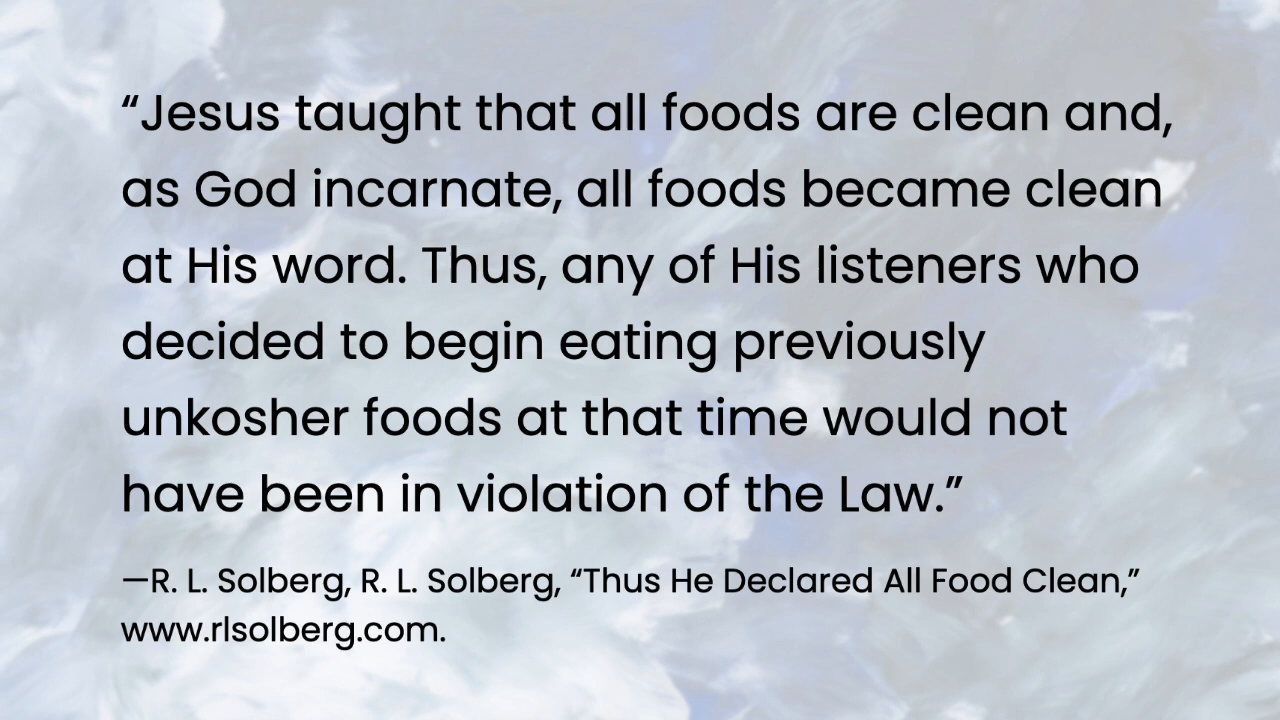 “Jesus taught that all foods are clean and,
as God incarnate, all foods became clean
at His word. Thus, any of His listeners who
decided to begin eating previously
unkosher foods at that time would not
have been in violation of the Law.”
—R. L. Solberg, R. L. Solberg, “Thus He Declared All Food Clean,”
www.rlsolberg.com.